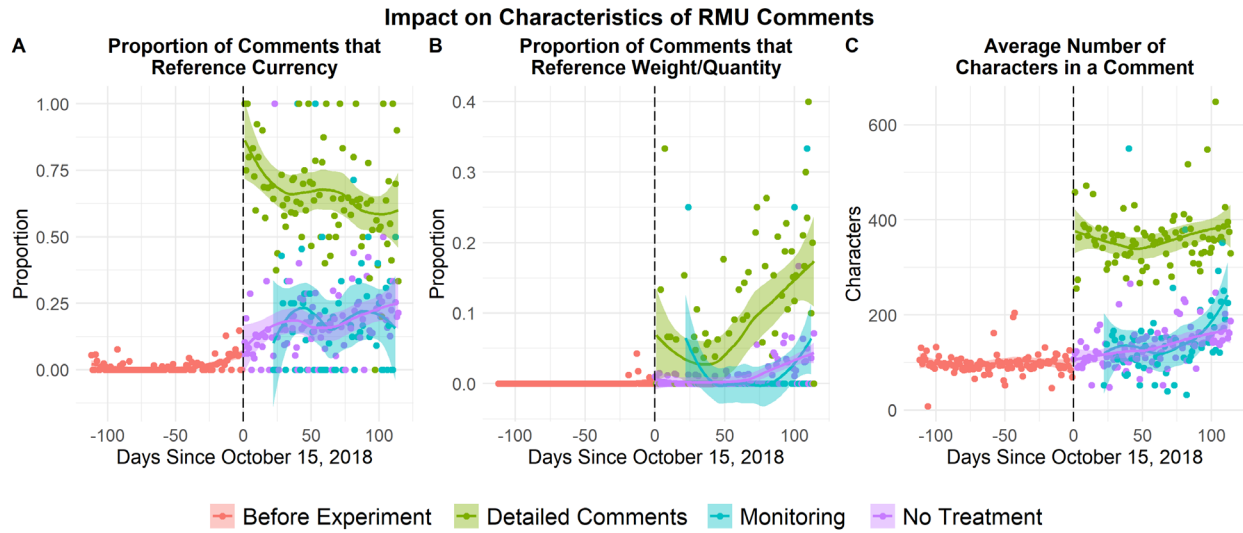 Impact on Characteristics of RMU Comments
A
Proportion of Comments that
Reference Currency
Proportion
1.00
0.75
0.50
0.25
0.00
-100
-50
0
50
100
Days Since October 15, 2018
B
Proportion of Comments that
Reference Weight/Quantity
Proportion
0.4
0.3
0.2
0.1
0.0
-100
-50
0
50
100
Days Since October 15, 2018
C
Average Number of
Characters in a Comment
Characters
600
400
200
0
-100
-50
0
50
100
Days Since October 15, 2018
Before Experiment
Detailed Comments
Monitoring
No Treatment